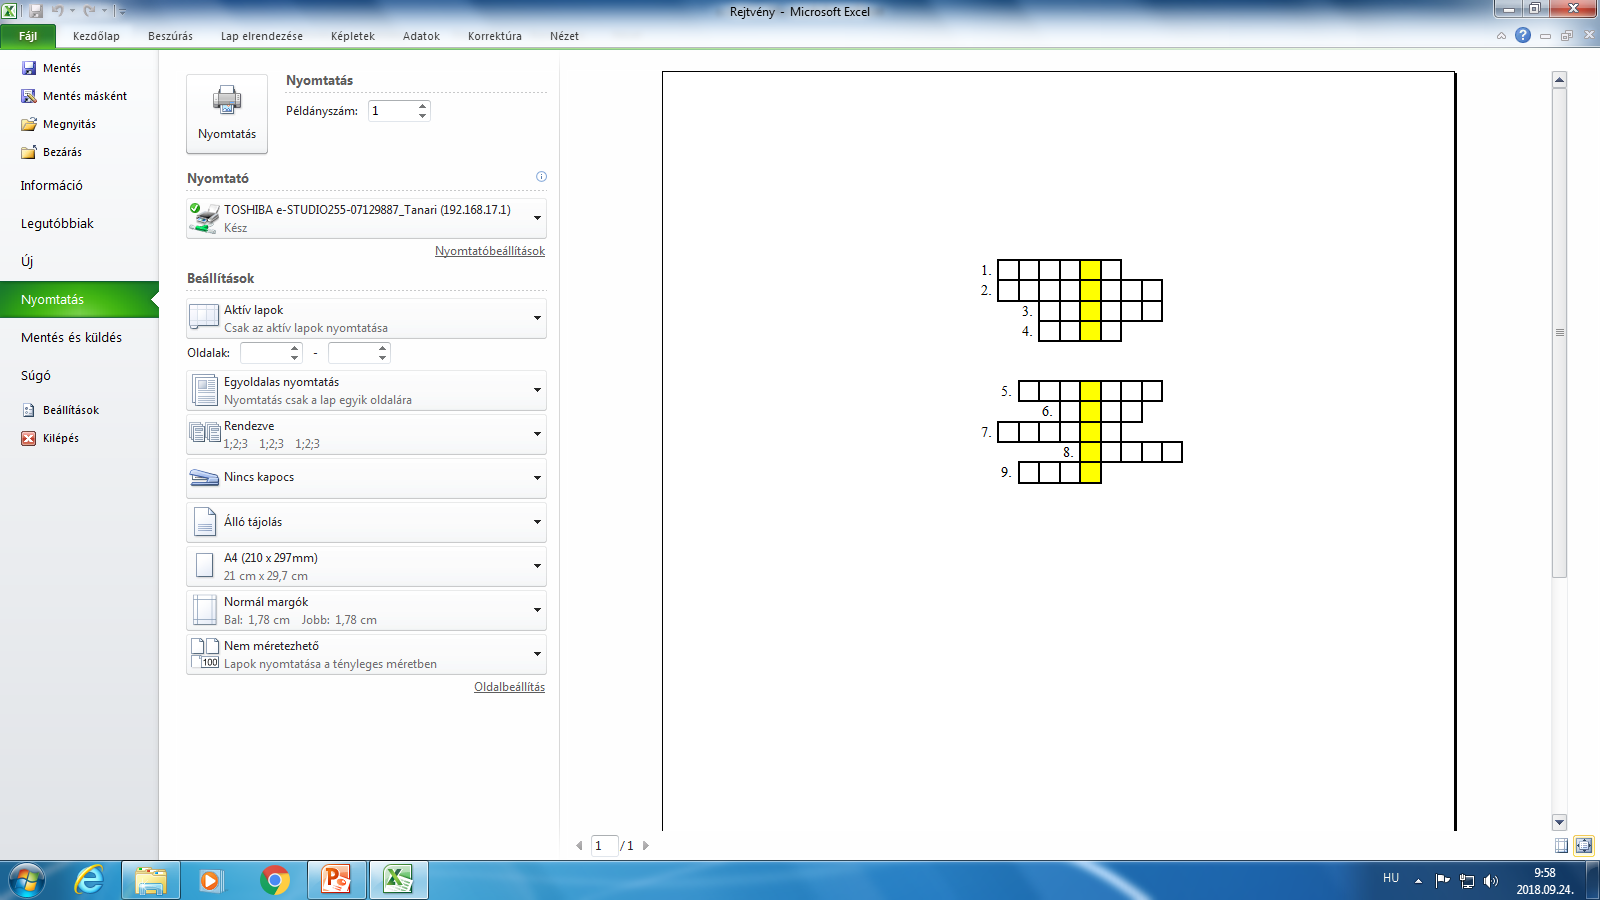 Rejtvény - Microsoft Excel
Fájl Kezdőlap Beszúrás Lap elrendezése Képletek Adatok Korrektúra Nézet
Mentés
Mentés másként
Megnyitás
Bezárás
Információ
Legutóbbiak
Új
Nyomtatás
Mentés és küldés
Súgó
Beállítások
Kilépés
Nyomtatás
Nyomtatás
Példányszám: 1
Nyomtató
TOSHIBA e-STUDIO255-07129887_Tanari (192.168.17.1)
Kész
Nyomtatóbeállítások
Beállítások
Aktív lapok
Csak az aktív lapok nyomtatása
Oldalak: -
Egyoldalas nyomtatás
Nyomtatás csak a lap egyik oldalára
Rendezve
1;2;3 1;2;3 1;2;3
Nincs kapocs
Álló tájolás
A4 (210 x 297mm)
21 cm x 29,7 cm
Normál margók
Bal: 1,78 cm Jobb: 1,78 cm
Nem méretezhető
100
Lapok nyomtatása a tényleges méretben
Oldalbeállítás
1.
2.
3.
4.
5.
6.
7.
8.
9.
1 / 1
HU
9:58
2018.09.24.